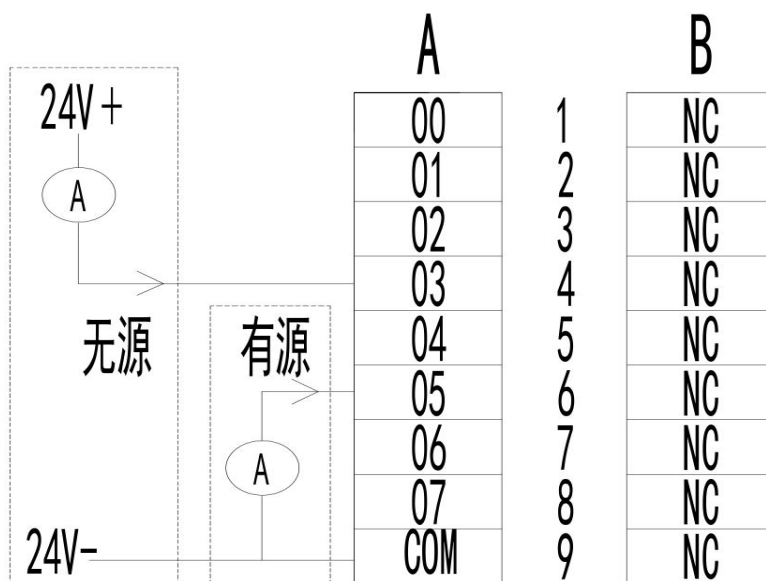 A B
24V+
00 1 NC
A
01 2 NC
02 3 NC
03 4 NC
无源 有源
04 5 NC
05 6 NC
A
06 7 NC
07 8 NC
24V-
COM 9 NC